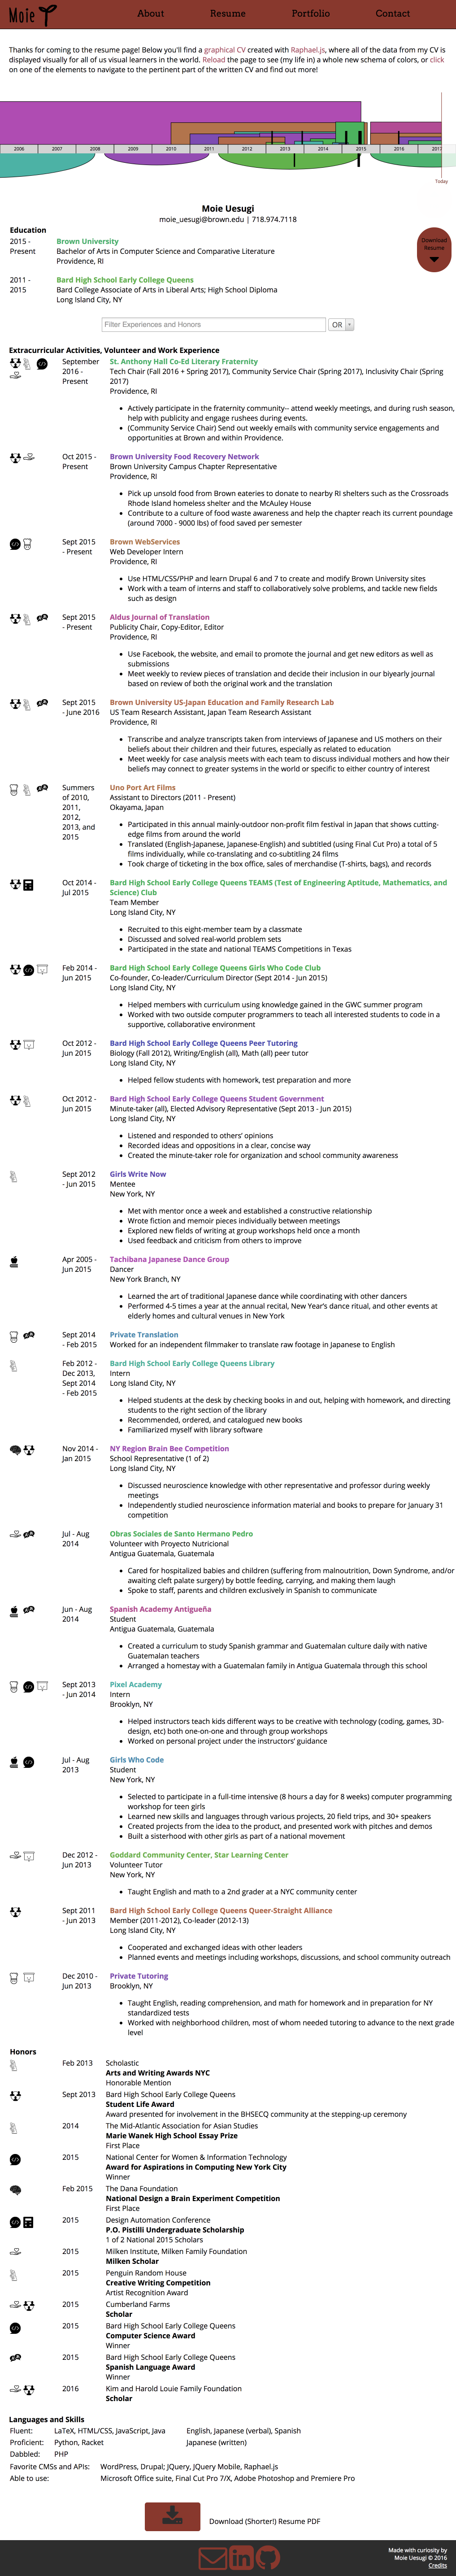 Moie
About Resume Portfolio Contact
Thanks for coming to the resume page! Below you'll find a graphical CV created with Raphael.js, where all of the data from my CV is
displayed visually for all of us visual learners in the world. Reload the page to see (my life in) a whole new schema of colors, or click
on one of the elements to navigate to the pertinent part of the written CV and find out more!
2006 2007 2008 2009 2010 2011 2012 2013 2014 2015 2016
Today
Moie Uesugi
moie_uesugi@brown.edu | 718.974.7118
Education
2015 -
Present
Brown University
Bachelor of Arts in Computer Science and Comparative Literature
Providence, RI
Download
Resume
2011 -
2015
Bard High School Early College Queens
Bard College Associate of Arts in Liberal Arts; High School Diploma
Long Island City, NY
Filter Experiences and Honors OR
Extracurricular Activities, Volunteer and Work Experience
September
2016 -
Present
St. Anthony Hall Co-Ed Literary Fraternity
Tech Chair (Fall 2016 + Spring 2017), Community Service Chair (Spring 2017), Inclusivity Chair (Spring
2017)
Providence, RI
• Actively participate in the fraternity community-- attend weekly meetings, and during rush season,
help with publicity and engage rushees during events.
• (Community Service Chair) Send out weekly emails with community service engagements and
opportunities at Brown and within Providence.
Oct 2015 -
Present
Brown University Food Recovery Network
Brown University Campus Chapter Representative
Providence, RI
• Pick up unsold food from Brown eateries to donate to nearby RI shelters such as the Crossroads
Rhode Island homeless shelter and the McAuley House
• Contribute to a culture of food waste awareness and help the chapter reach its current poundage
(around 7000 - 9000 lbs) of food saved per semester
Sept 2015
- Present
Brown WebServices
Web Developer Intern
Providence, RI
• Use HTML/CSS/PHP and learn Drupal 6 and 7 to create and modify Brown University sites
• Work with a team of interns and staff to collaboratively solve problems, and tackle new fields
such as design
Sept 2015
- Present
Aldus Journal of Translation
Publicity Chair, Copy-Editor, Editor
Providence, RI
• Use Facebook, the website, and email to promote the journal and get new editors as well as
submissions
• Meet weekly to review pieces of translation and decide their inclusion in our biyearly journal
based on review of both the original work and the translation
Sept 2015
- June 2016
Brown University US-Japan Education and Family Research Lab
US Team Research Assistant, Japan Team Research Assistant
Providence, RI
• Transcribe and analyze transcripts taken from interviews of Japanese and US mothers on their
beliefs about their children and their futures, especially as related to education
• Meet weekly for case analysis meets with each team to discuss individual mothers and how their
beliefs may connect to greater systems in the world or specific to either country of interest
Summers
of 2010,
2011,
2012,
2013, and
2015
Uno Port Art Films
Assistant to Directors (2011 - Present)
Okayama, Japan
• Participated in this annual mainly-outdoor non-profit film festival in Japan that shows cutting-
edge films from around the world
• Translated (English-Japanese, Japanese-English) and subtitled (using Final Cut Pro) a total of 5
films individually, while co-translating and co-subtitling 24 films
• Took charge of ticketing in the box office, sales of merchandise (T-shirts, bags), and records
Oct 2014 -
Jul 2015
Bard High School Early College Queens TEAMS (Test of Engineering Aptitude, Mathematics, and
Science) Club
Team Member
Long Island City, NY
• Recruited to this eight-member team by a classmate
• Discussed and solved real-world problem sets
• Participated in the state and national TEAMS Competitions in Texas
Feb 2014 -
Jun 2015
Bard High School Early College Queens Girls Who Code Club
Co-founder, Co-leader/Curriculum Director (Sept 2014 - Jun 2015)
Long Island City, NY
• Helped members with curriculum using knowledge gained in the GWC summer program
• Worked with two outside computer programmers to teach all interested students to code in a
supportive, collaborative environment
Oct 2012 -
Jun 2015
Bard High School Early College Queens Peer Tutoring
Biology (Fall 2012), Writing/English (all), Math (all) peer tutor
Long Island City, NY
• Helped fellow students with homework, test preparation and more
Oct 2012 -
Jun 2015
Bard High School Early College Queens Student Government
Minute-taker (all), Elected Advisory Representative (Sept 2013 - Jun 2015)
Long Island City, NY
• Listened and responded to others' opinions
• Recorded ideas and oppositions in a clear, concise way
• Created the minute-taker role for organization and school community awareness
Sept 2012
- Jun 2015
Girls Write Now
Mentee
New York, NY
• Met with mentor once a week and established a constructive relationship
• Wrote fiction and memoir pieces individually between meetings
• Explored new fields of writing at group workshops held once a month
• Used feedback and criticism from others to improve
Apr 2005 -
Jun 2015
Tachibana Japanese Dance Group
Dancer
New York Branch, NY
• Learned the art of traditional Japanese dance while coordinating with other dancers
• Performed 4-5 times a year at the annual recital, New Year's dance ritual, and other events at
elderly homes and cultural venues in New York
Sept 2014
- Feb 2015
Private Translation
Worked for an independent filmmaker to translate raw footage in Japanese to English
Feb 2012 -
Dec 2013,
Sept 2014
- Feb 2015
Bard High School Early College Queens Library
Intern
Long Island City, NY
• Helped students at the desk by checking books in and out, helping with homework, and directing
students to the right section of the library
• Recommended, ordered, and catalogued new books
• Familiarized myself with library software
Nov 2014 -
Jan 2015
NY Region Brain Bee Competition
School Representative (1 of 2)
Long Island City, NY
• Discussed neuroscience knowledge with other representative and professor during weekly
meetings
• Independently studied neuroscience information material and books to prepare for January 31
competition
Jul - Aug
2014
Obras Sociales de Santo Hermano Pedro
Volunteer with Proyecto Nutricional
Antigua Guatemala, Guatemala
• Cared for hospitalized babies and children (suffering from malnoutrition, Down Syndrome, and/or
awaiting cleft palate surgery) by bottle feeding, carrying, and making them laugh
• Spoke to staff, parents and children exclusively in Spanish to communicate
Jun - Aug
2014
Spanish Academy Antigueña
Student
Antigua Guatemala, Guatemala
• Created a curriculum to study Spanish grammar and Guatemalan culture daily with native
Guatemalan teachers
• Arranged a homestay with a Guatemalan family in Antigua Guatemala through this school
Sept 2013
- Jun 2014
Pixel Academy
Intern
Brooklyn, NY
• Helped instructors teach kids different ways to be creative with technology (coding, games, 3D-
design, etc) both one-on-one and through group workshops
• Worked on personal project under the instructors' guidance
Jul - Aug
2013
Girls Who Code
Student
New York, NY
• Selected to participate in a full-time intensive (8 hours a day for 8 weeks) computer programming
workshop for teen girls
• Learned new skills and languages through various projects, 20 field trips, and 30+ speakers
• Created projects from the idea to the product, and presented work with pitches and demos
• Built a sisterhood with other girls as part of a national movement
Dec 2012 -
Jun 2013
Goddard Community Center, Star Learning Center
Volunteer Tutor
New York, NY
• Taught English and math to a 2nd grader at a NYC community center
Sept 2011
- Jun 2013
Bard High School Early College Queens Queer-Straight Alliance
Member (2011-2012), Co-leader (2012-13)
Long Island City, NY
• Cooperated and exchanged ideas with other leaders
• Planned events and meetings including workshops, discussions, and school community outreach
Dec 2010 -
Jun 2013
Private Tutoring
Brooklyn, NY
• Taught English, reading comprehension, and math for homework and in preparation for NY
standardized tests
• Worked with neighborhood children, most of whom needed tutoring to advance to the next grade
level
Honors
Feb 2013 Scholastic
Arts and Writing Awards NYC
Honorable Mention
Sept 2013 Bard High School Early College Queens
Student Life Award
Award presented for involvement in the BHSECQ community at the stepping-up ceremony
2014 The Mid-Atlantic Association for Asian Studies
Marie Wanek High School Essay Prize
First Place
2015 National Center for Women & Information Technology
Award for Aspirations in Computing New York City
Winner
Feb 2015 The Dana Foundation
National Design a Brain Experiment Competition
First Place
2015 Design Automation Conference
P.O. Pistilli Undergraduate Scholarship
1 of 2 National 2015 Scholars
2015 Milken Institute, Milken Family Foundation
Milken Scholar
2015 Penguin Random House
Creative Writing Competition
Artist Recognition Award
2015 Cumberland Farms
Scholar
2015 Bard High School Early College Queens
Computer Science Award
Winner
2015 Bard High School Early College Queens
Spanish Language Award
Winner
2016 Kim and Harold Louie Family Foundation
Scholar
Languages and Skills
Fluent: LaTeX, HTML/CSS, JavaScript, Java English, Japanese (verbal), Spanish
Proficient: Python, Racket Japanese (written)
Dabbled: PHP
Favorite CMSs and APIs: WordPress, Drupal; JQuery, JQuery Mobile, Raphael.js
Able to use: Microsoft Office suite, Final Cut Pro 7/X, Adobe Photoshop and Premiere Pro
Download (Shorter!) Resume PDF
Made with curiosity by
Moie Uesugi © 2016
Credits